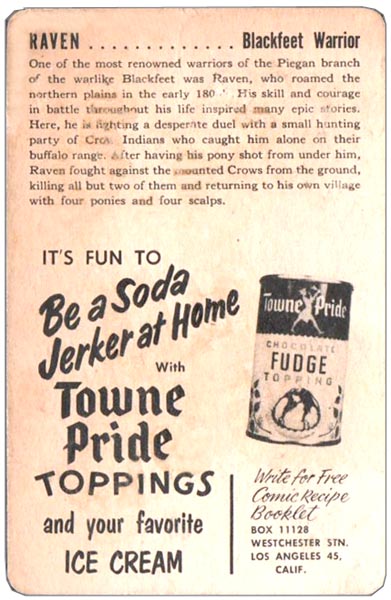 RAVEN . . . . . . . . . . . . . . Blackfeet Warrior
One of the most renowned warriors of the Piegan branch
of the warlike Blackfeet was Raven, who roamed the
northern plains in the early 180 . His skill and courage
in battle throughout his life inspired many epic stories.
Here, he is fighting a desperate duel with a small hunting
party of Crow Indians who caught him alone on their
buffalo range. After having his pony shot from under him,
Raven fought against the mounted Crows from the ground,
killing all but two of them and returning to his own village
with four ponies and four scalps.
IT'S FUN TO
Be a Soda
Jerker at Home
With
Towne
Pride
TOPPINGS
and your favorite
ICE CREAM
Towne Pride
CHOCOLATE
FUDGE
TOPPING
Write for Free
Comic Recipe
Booklet
BOX 11128
WESTCHESTER STN.
LOS ANGELES 45,
CALIF.